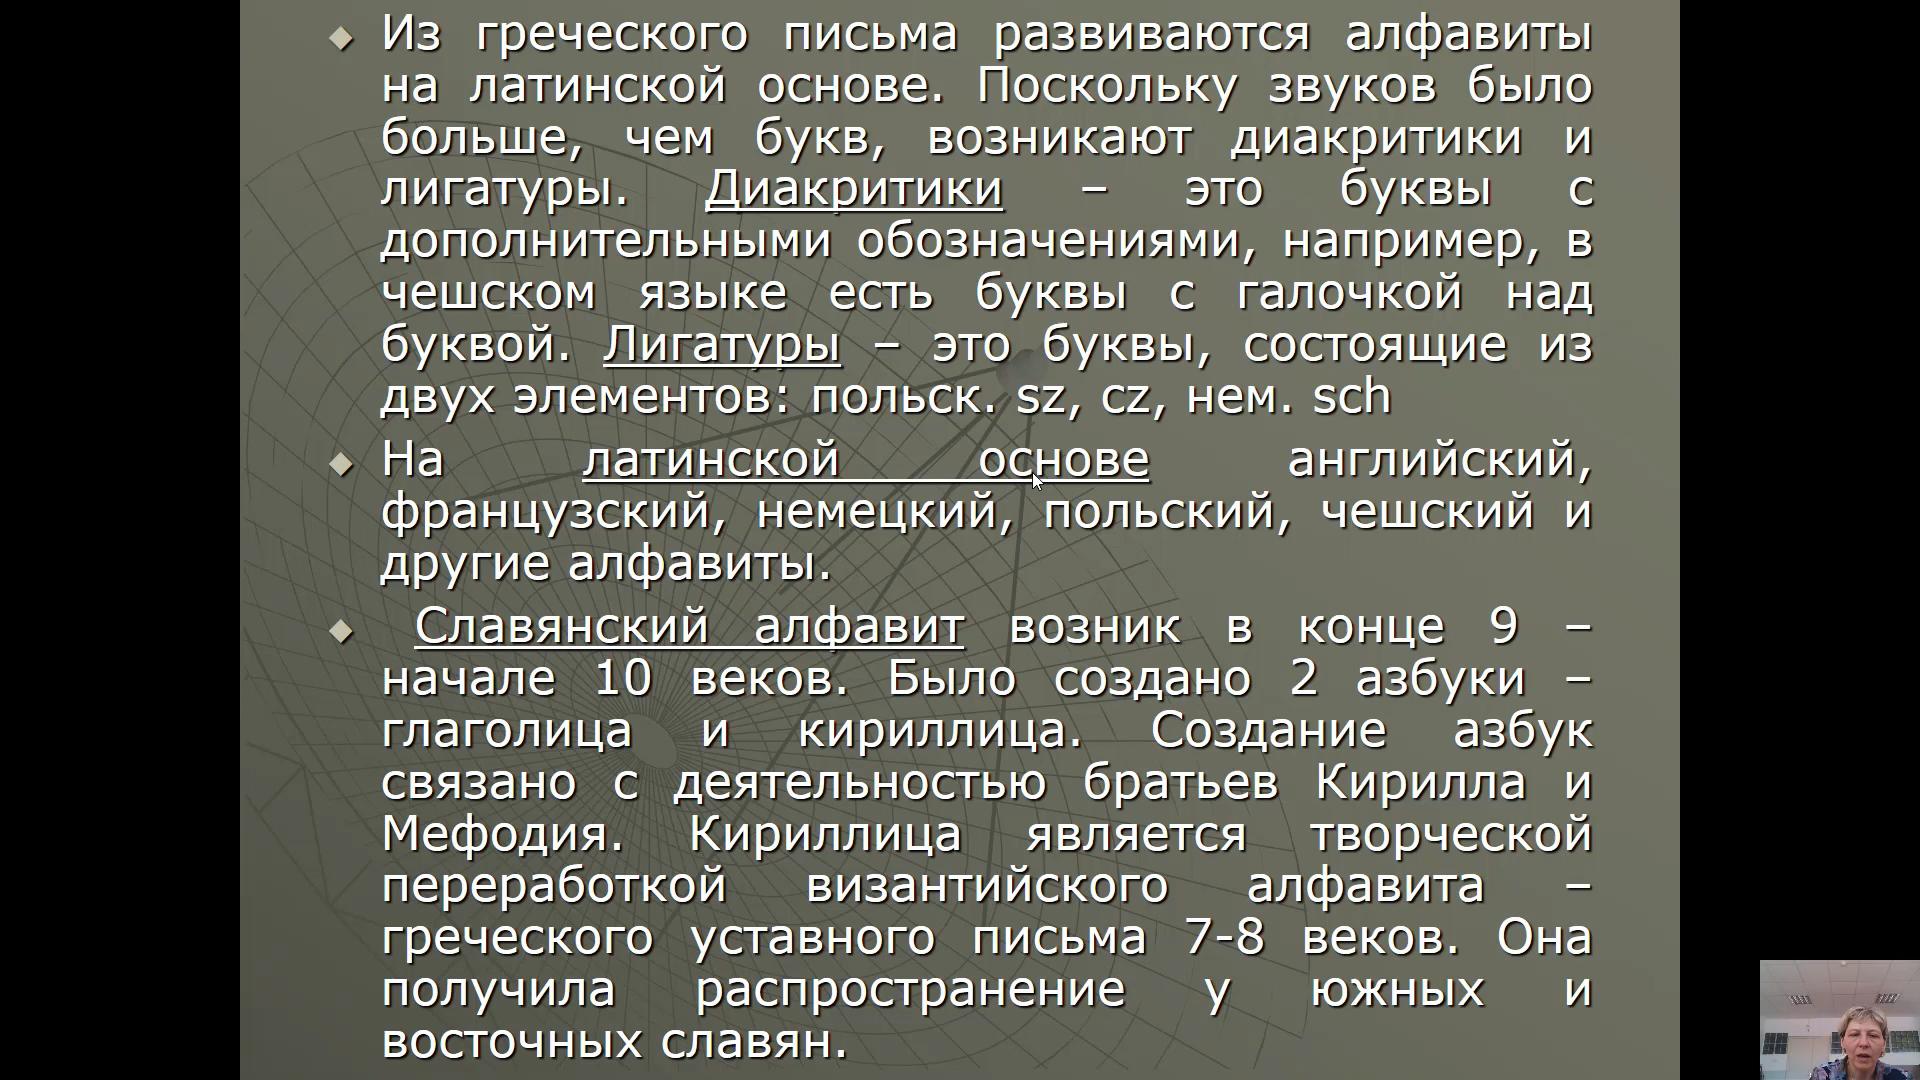 Из греческого письма развиваются алфавиты
на латинской основе. Поскольку звуков было
больше, чем букв, возникают диакритики и
лигатуры. Диакритики – это буквы с
дополнительными обозначениями, например, в
чешском языке есть буквы с галочкой над
буквой. Лигатуры – это буквы, состоящие из
двух элементов: польск. sz, cz, нем. sch
На латинской основе английский,
французский, немецкий, польский, чешский и
другие алфавиты.
Славянский алфавит возник в конце 9 –
начале 10 веков. Было создано 2 азбуки –
глаголица и кириллица. Создание азбук
связано с деятельностью братьев Кирилла и
Мефодия. Кириллица является творческой
переработкой византийского алфавита –
греческого уставного письма 7-8 веков. Она
получила распространение у южных и
восточных славян.